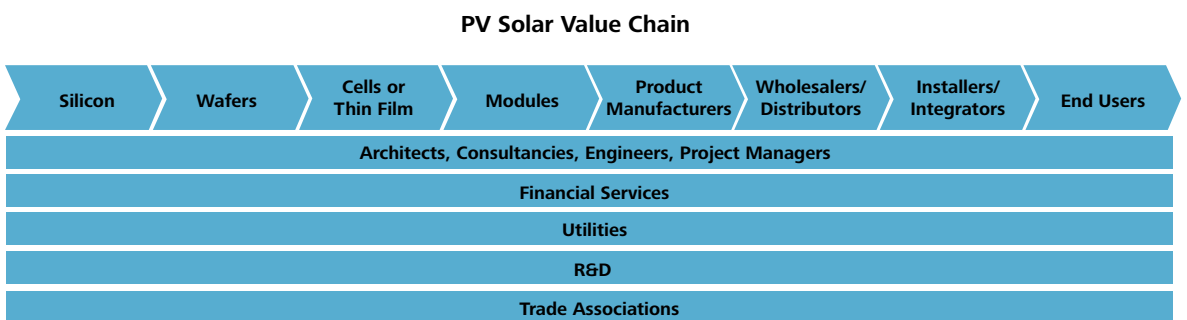 PV Solar Value Chain
Silicon
Wafers
Cells or
Thin Film
Modules
Product
Manufacturers
Wholesalers/
Distributors
Installers/
Integrators
End Users
Architects, Consultancies, Engineers, Project Managers
Financial Services
Utilities
R&D
Trade Associations